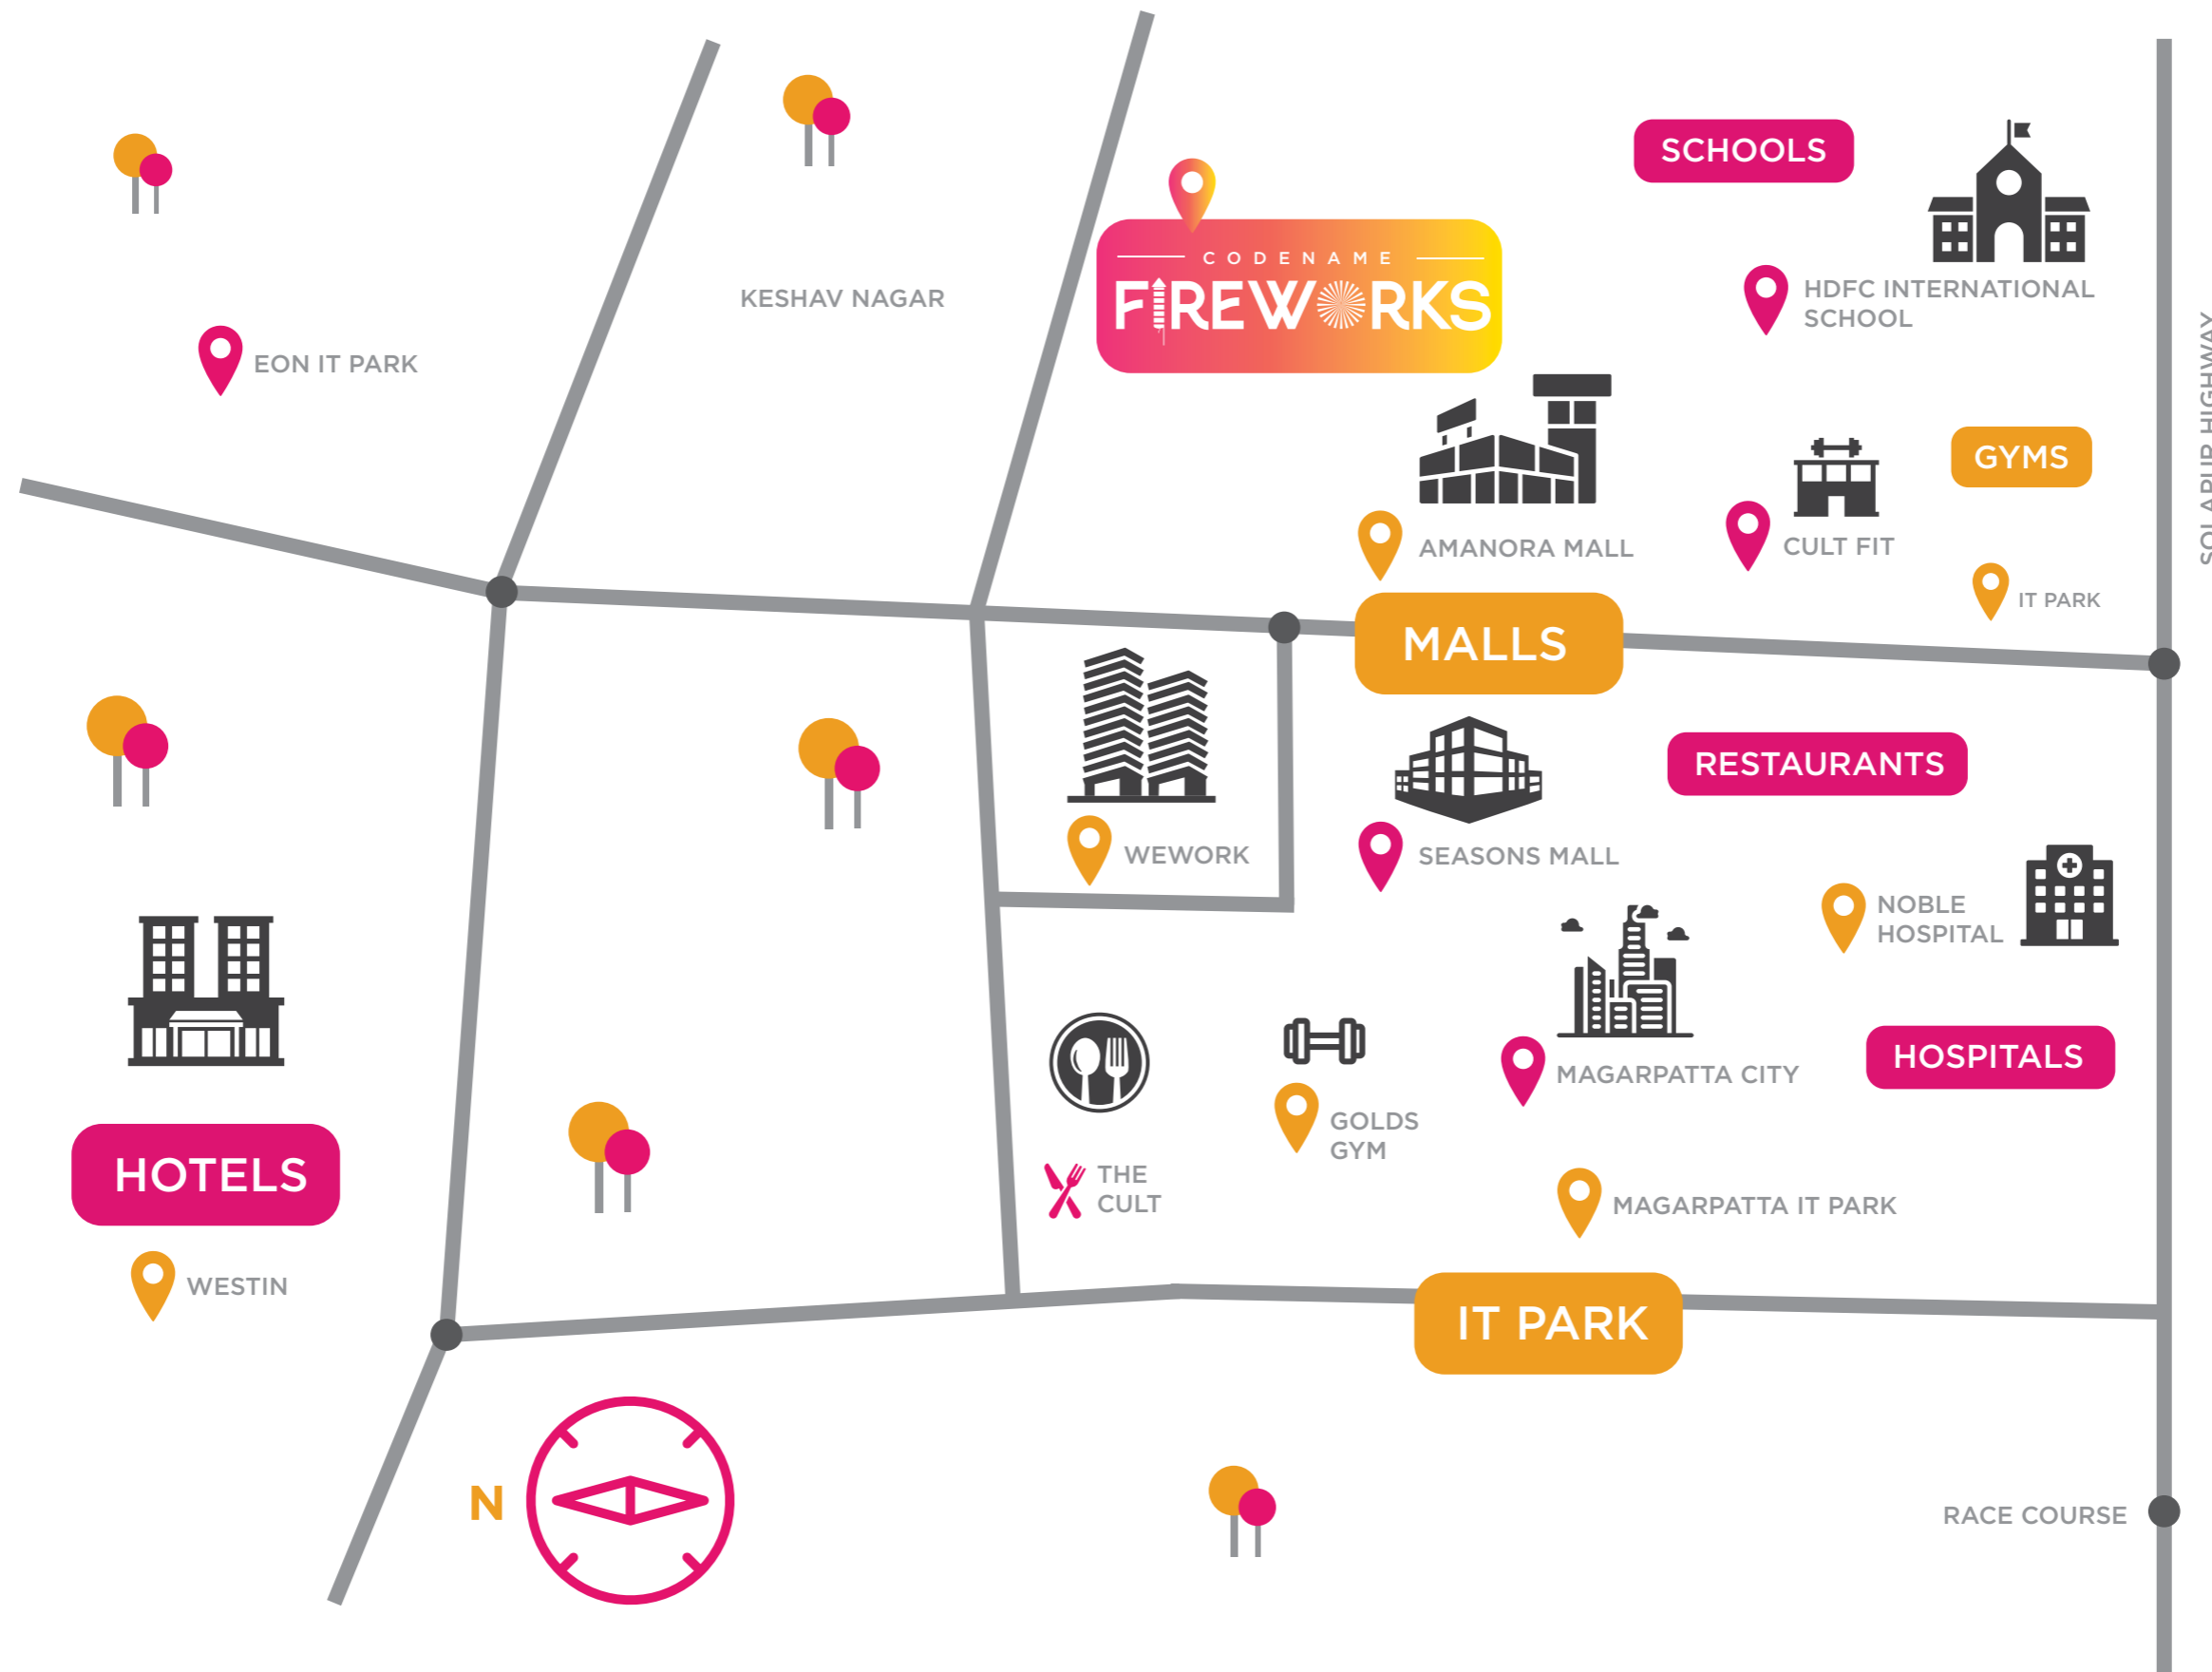 SCHOOLS
CODENAME
FIREWORKS
HDFC INTERNATIONAL
SCHOOL
KESHAV NAGAR
EON IT PARK
SOLAPUR HIGHWAY
GYMS
AMANORA MALL
CULT FIT
IT PARK
MALLS
RESTAURANTS
WEWORK
SEASONS MALL
NOBLE
HOSPITAL
MAGARPATTA CITY
HOSPITALS
GOLDS
GYM
THE
CULT
HOTELS
MAGARPATTA IT PARK
WESTIN
IT PARK
N
RACE COURSE